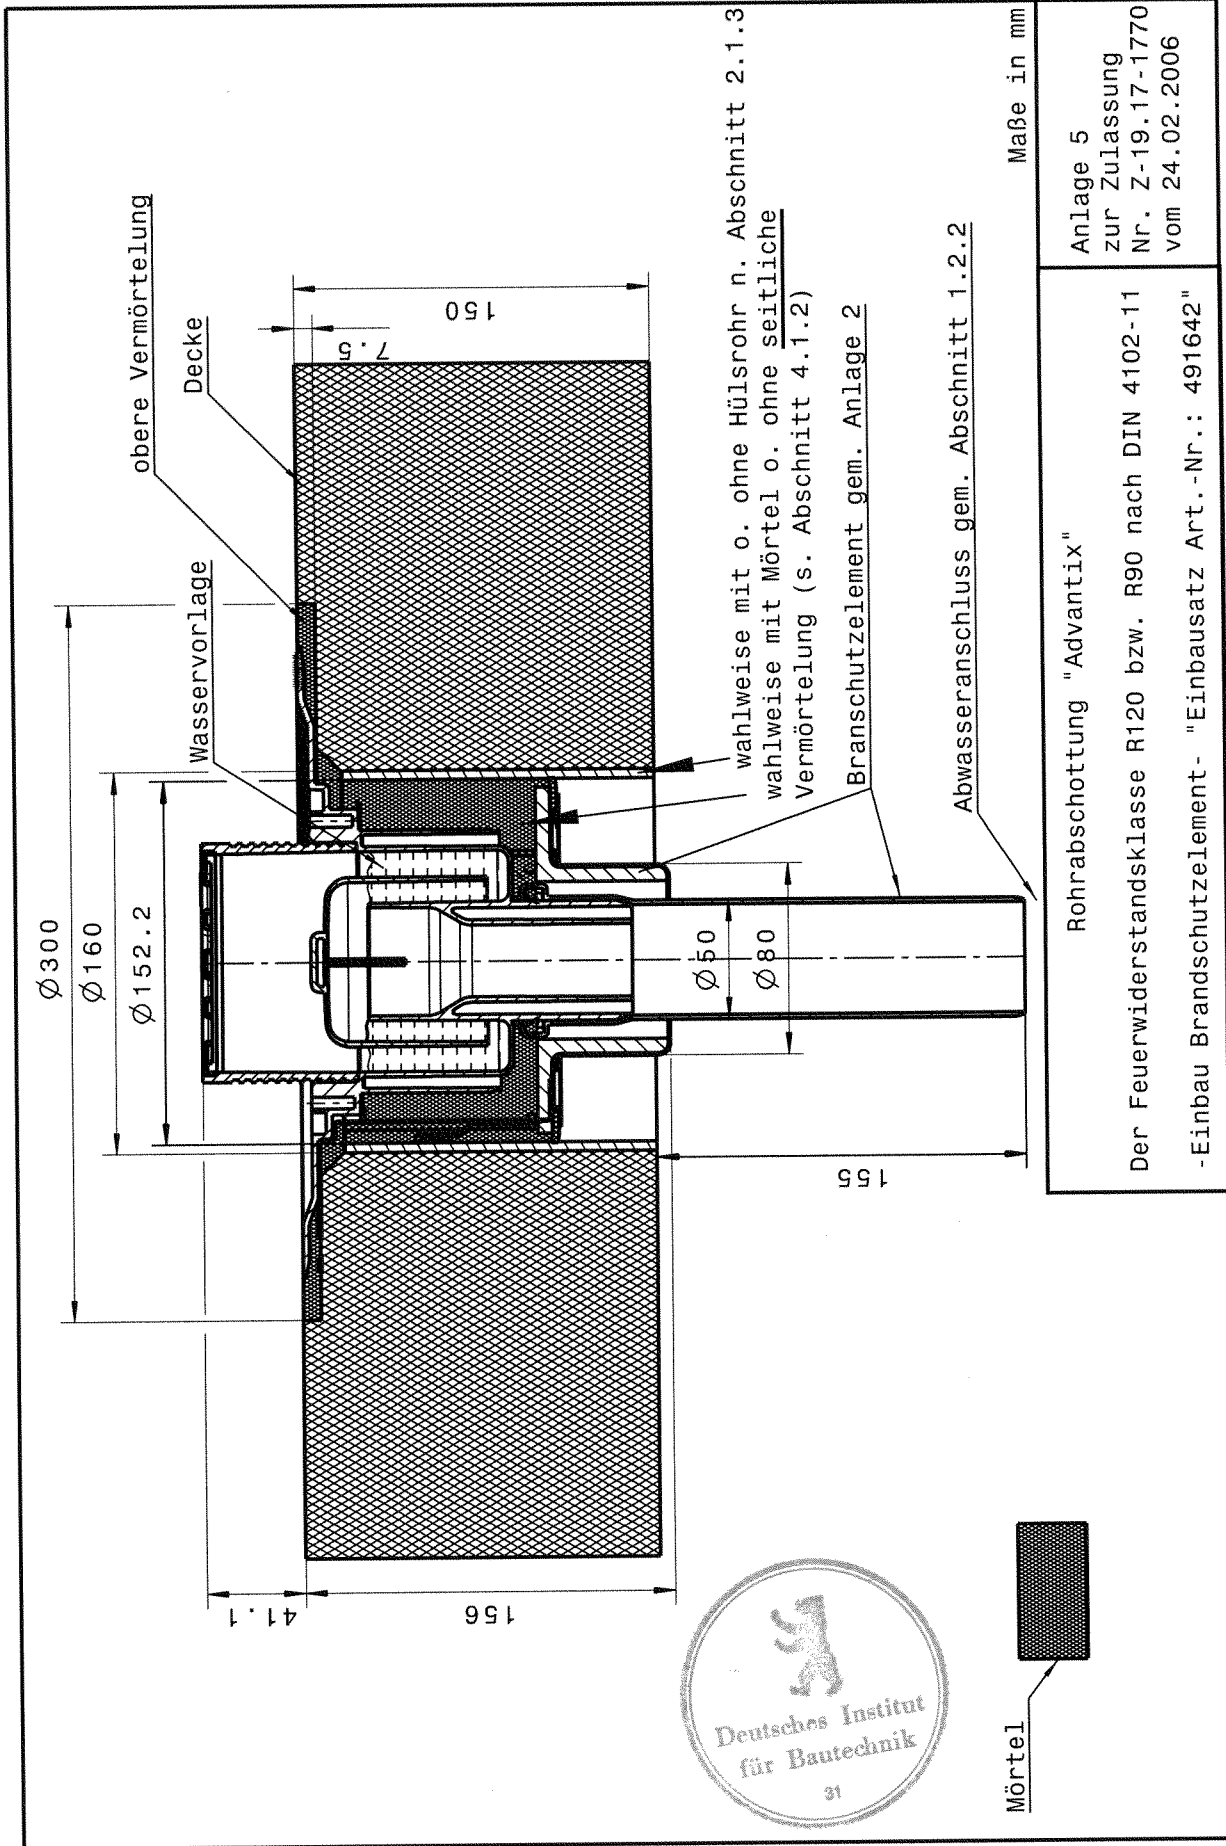 Ø300
Ø160
Ø152.2
Wasservorlage
obere Vermörtelung
Decke
7.5
150
41.1
156
Ø50
Ø80
155
wahlweise mit o. ohne Hülsrohr n. Abschnitt 2.1.3
wahlweise mit Mörtel o. ohne seitliche
Vermörtelung (s. Abschnitt 4.1.2)
Branschutzelement gem. Anlage 2
Abwasseranschluss gem. Abschnitt 1.2.2
Maße in mm
Mörtel
Deutsches Institut
für Bautechnik
31
Rohrabschottung "Advantix"
Der Feuerwiderstandsklasse R120 bzw. R90 nach DIN 4102-11
-Einbau Brandschutzelement- "Einbausatz Art.-Nr.: 491642"
Anlage 5
zur Zulassung
Nr. Z-19.17-1770
vom 24.02.2006